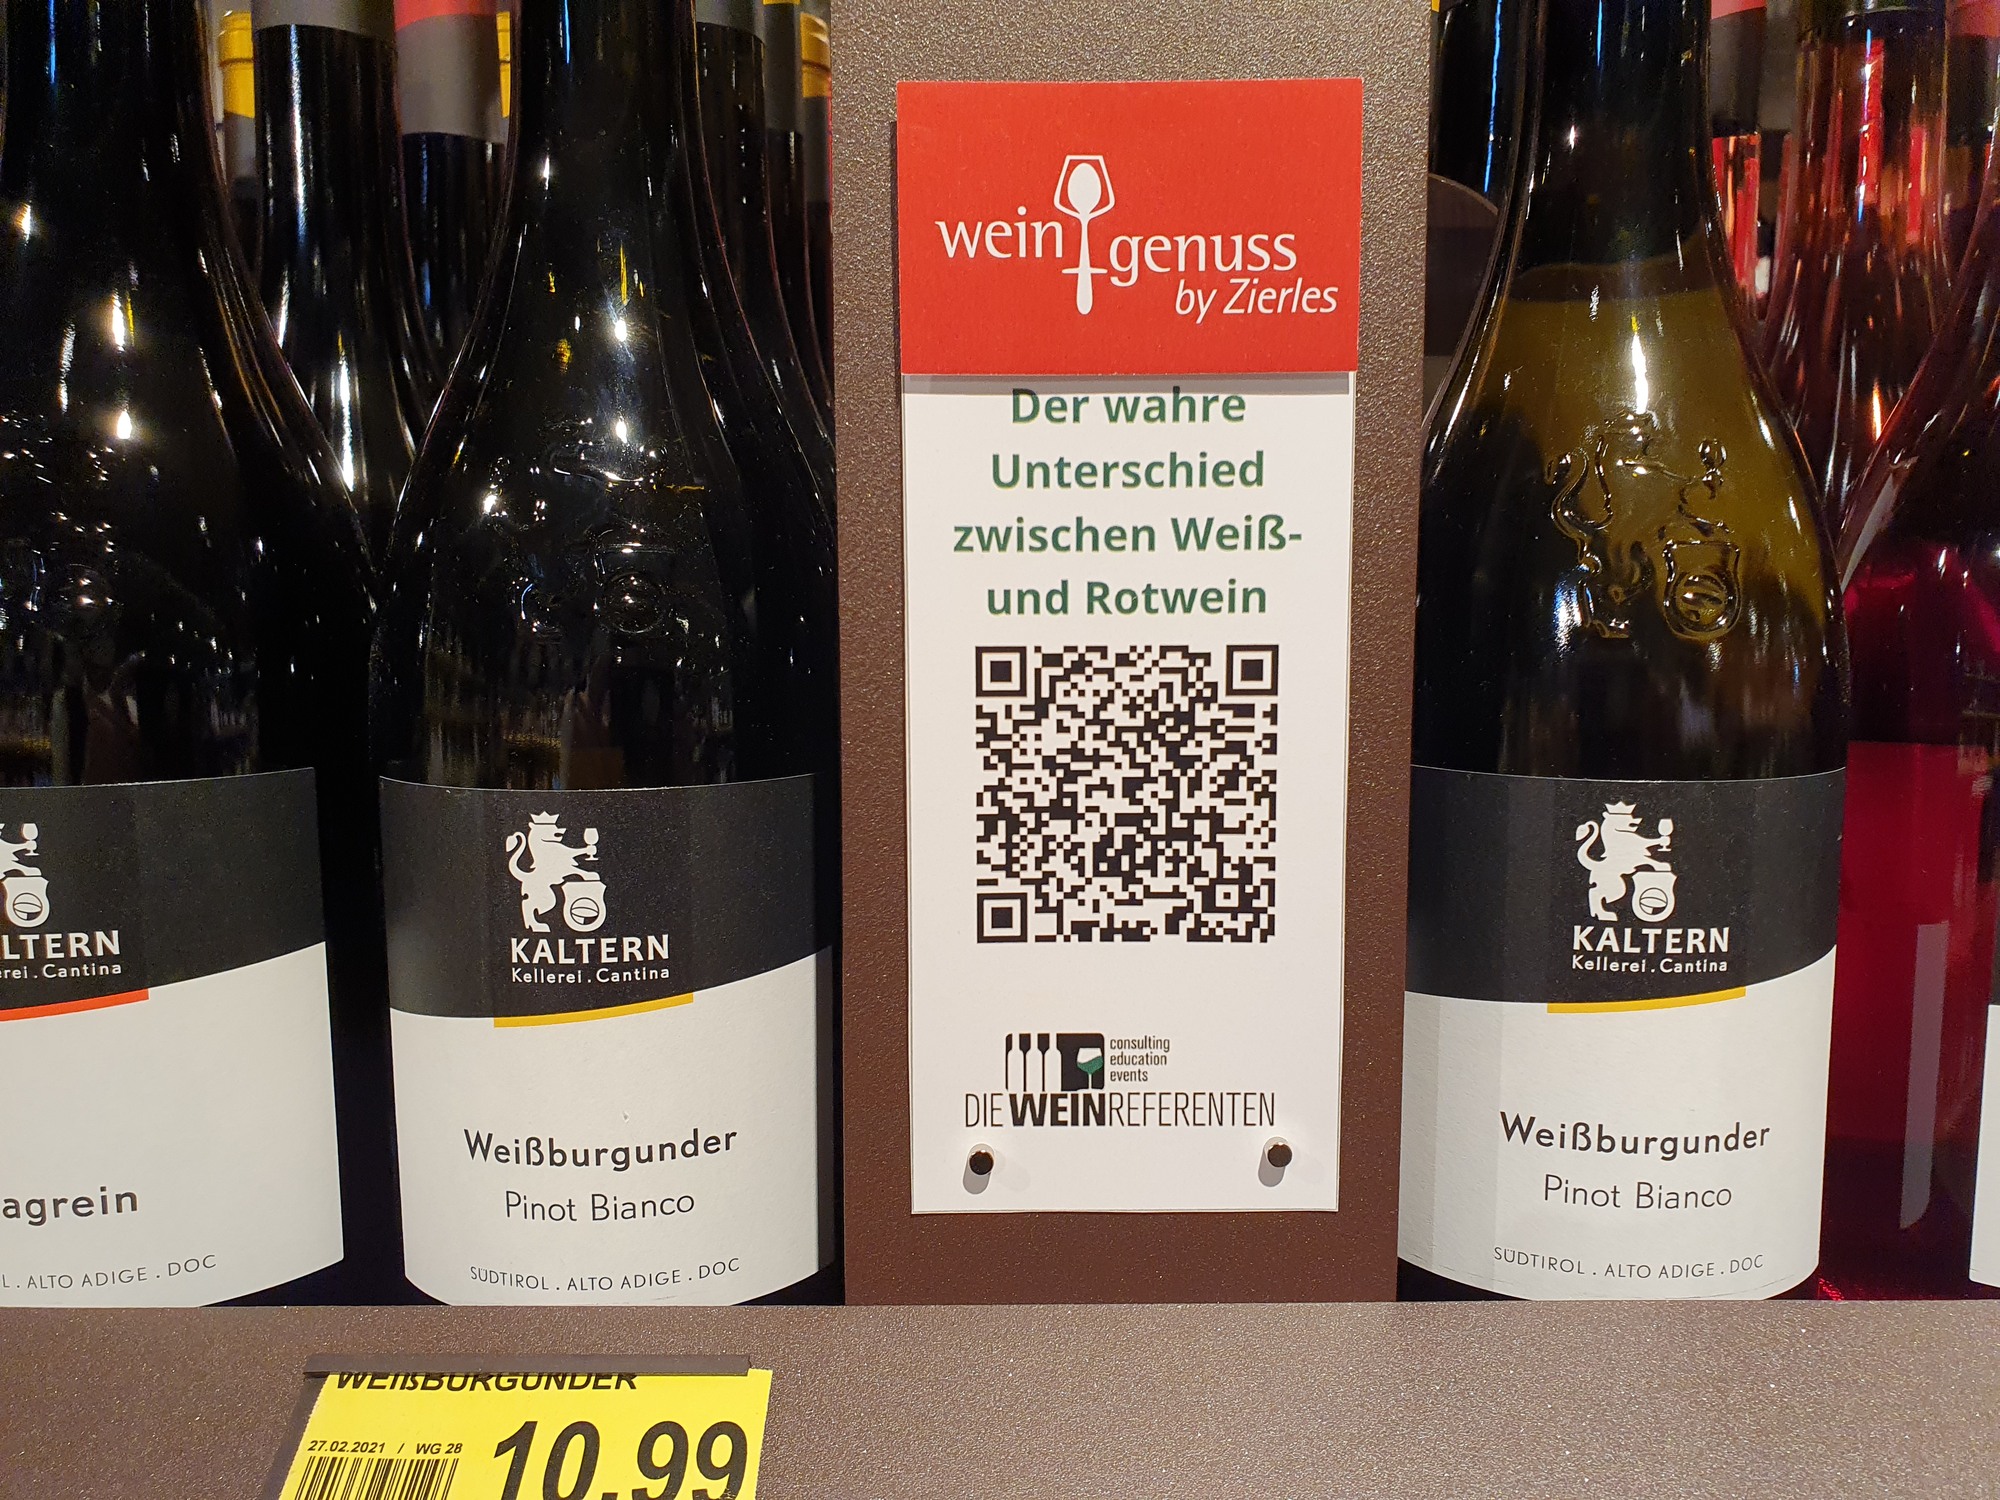 wein genuss
by Zierles
Der wahre
Unterschied
zwischen Weiß-
und Rotwein
consulting
education
events
DIE WEINREFERENTEN
KALTERN
Kellerei . Cantina
Weißburgunder
Pinot Bianco
SÜDTIROL . ALTO ADIGE . DOC
KALTERN
Kellerei . Cantina
Weißburgunder
Pinot Bianco
SÜDTIROL . ALTO ADIGE . DOC
LTERN
erei . Cantina
agrein
L . ALTO ADIGE . DOC
WEIßBURGUNDER
27.02.2021 / WG 28
10.99